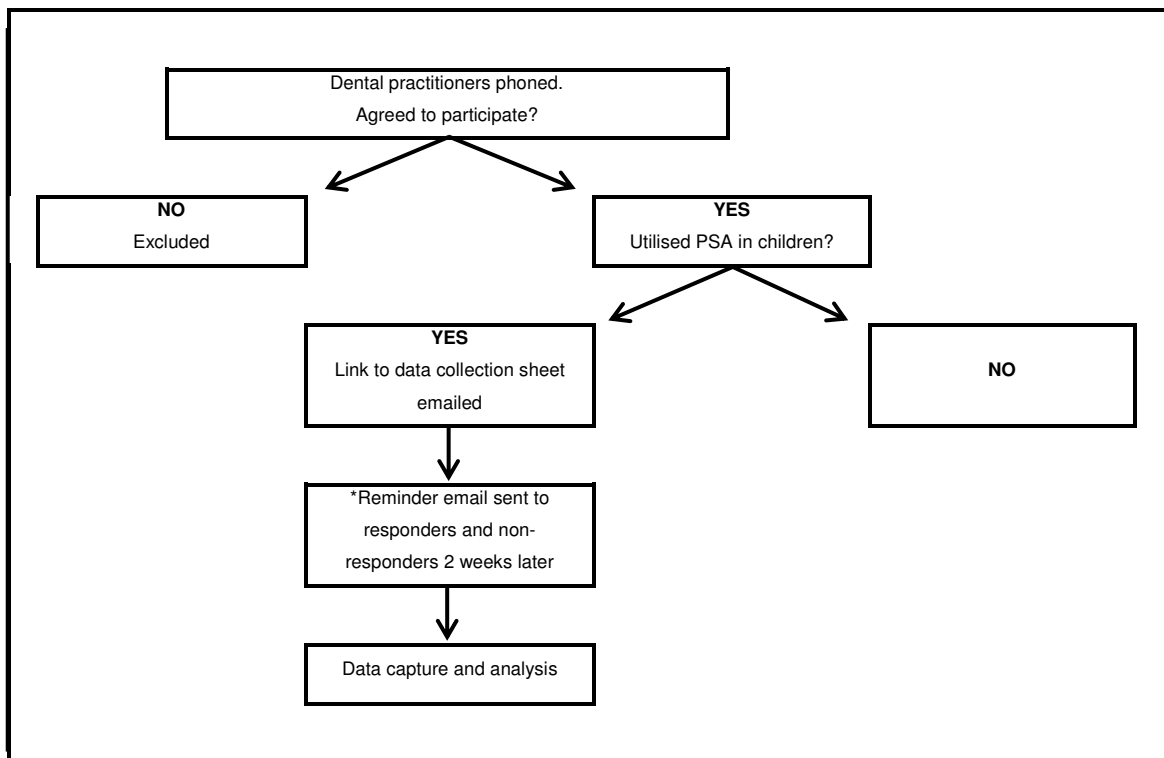 Dental practitioners phoned.
Agreed to participate?
NO
Excluded
YES
Utilised PSA in children?
YES
Link to data collection sheet
emailed
NO
*Reminder email sent to
responders and non-
responders 2 weeks later
Data capture and analysis